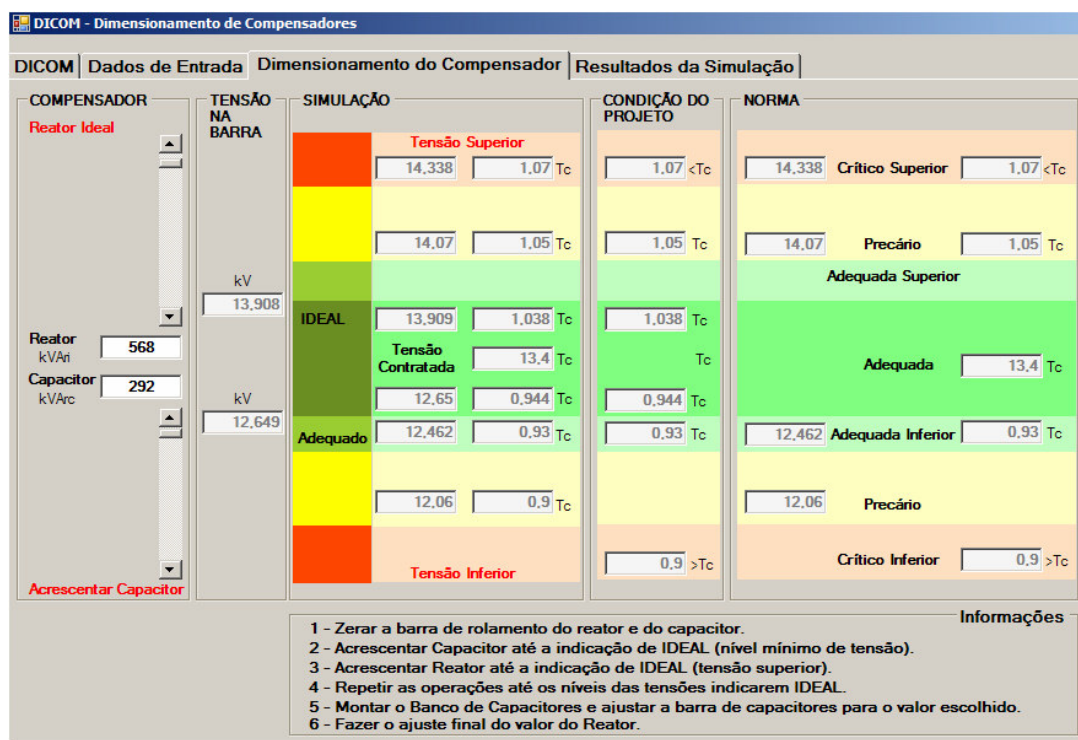 DICOM - Dimensionamento de Compensadores
DICOM Dados de Entrada Dimensionamento do Compensador Resultados da Simulação
COMPENSADOR
Reator Ideal
Reator
kVAri
568
Capacitor
kVArc
292
Acrescentar Capacitor
TENSÃO
NA
BARRA
kV
13,908
kV
12,649
SIMULAÇÃO
Tensão Superior
14,338 1,07 Tc
14,07 1,05 Tc
IDEAL 13,909 1,038 Tc
Tensão
Contratada
13,4 Tc
12,65 0,944 Tc
Adequado 12,462 0,93 Tc
12,06 0,9 Tc
Tensão Inferior
CONDIÇÃO DO
PROJETO
1,07 <Tc
1,05 Tc
1,038 Tc
Tc
0,944 Tc
0,93 Tc
0,9 >Tc
NORMA
14,338 Crítico Superior 1,07 <Tc
14,07 Precário 1,05 Tc
Adequada Superior
Adequada 13,4 Tc
12,462 Adequada Inferior 0,93 Tc
12,06 Precário
Crítico Inferior 0,9 >Tc
Informações
1 - Zerar a barra de rolamento do reator e do capacitor.
2 - Acrescentar Capacitor até a indicação de IDEAL (nível mínimo de tensão).
3 - Acrescentar Reator até a indicação de IDEAL (tensão superior).
4 - Repetir as operações até os níveis das tensões indicarem IDEAL.
5 - Montar o Banco de Capacitores e ajustar a barra de capacitores para o valor escolhido.
6 - Fazer o ajuste final do valor do Reator.